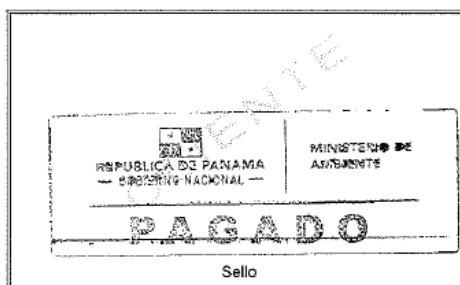 REPUBLICA DE PANAMA
— GOBIERNO NACIONAL —
MINISTERIO DE
AMBIENTE
PAGADO
Sello